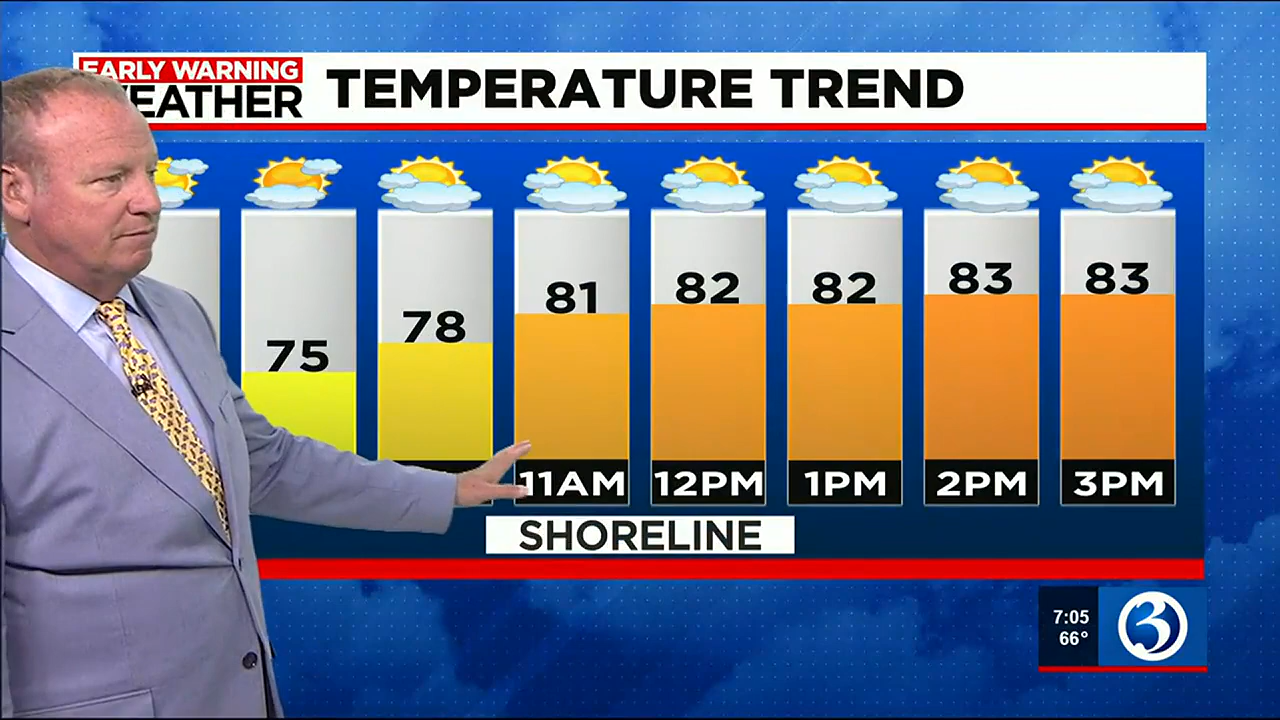 EARLY WARNING
WEATHER
TEMPERATURE TREND
75 78 81 82 82 83 83
11AM 12PM 1PM 2PM 3PM
SHORELINE
7:05
66°
3